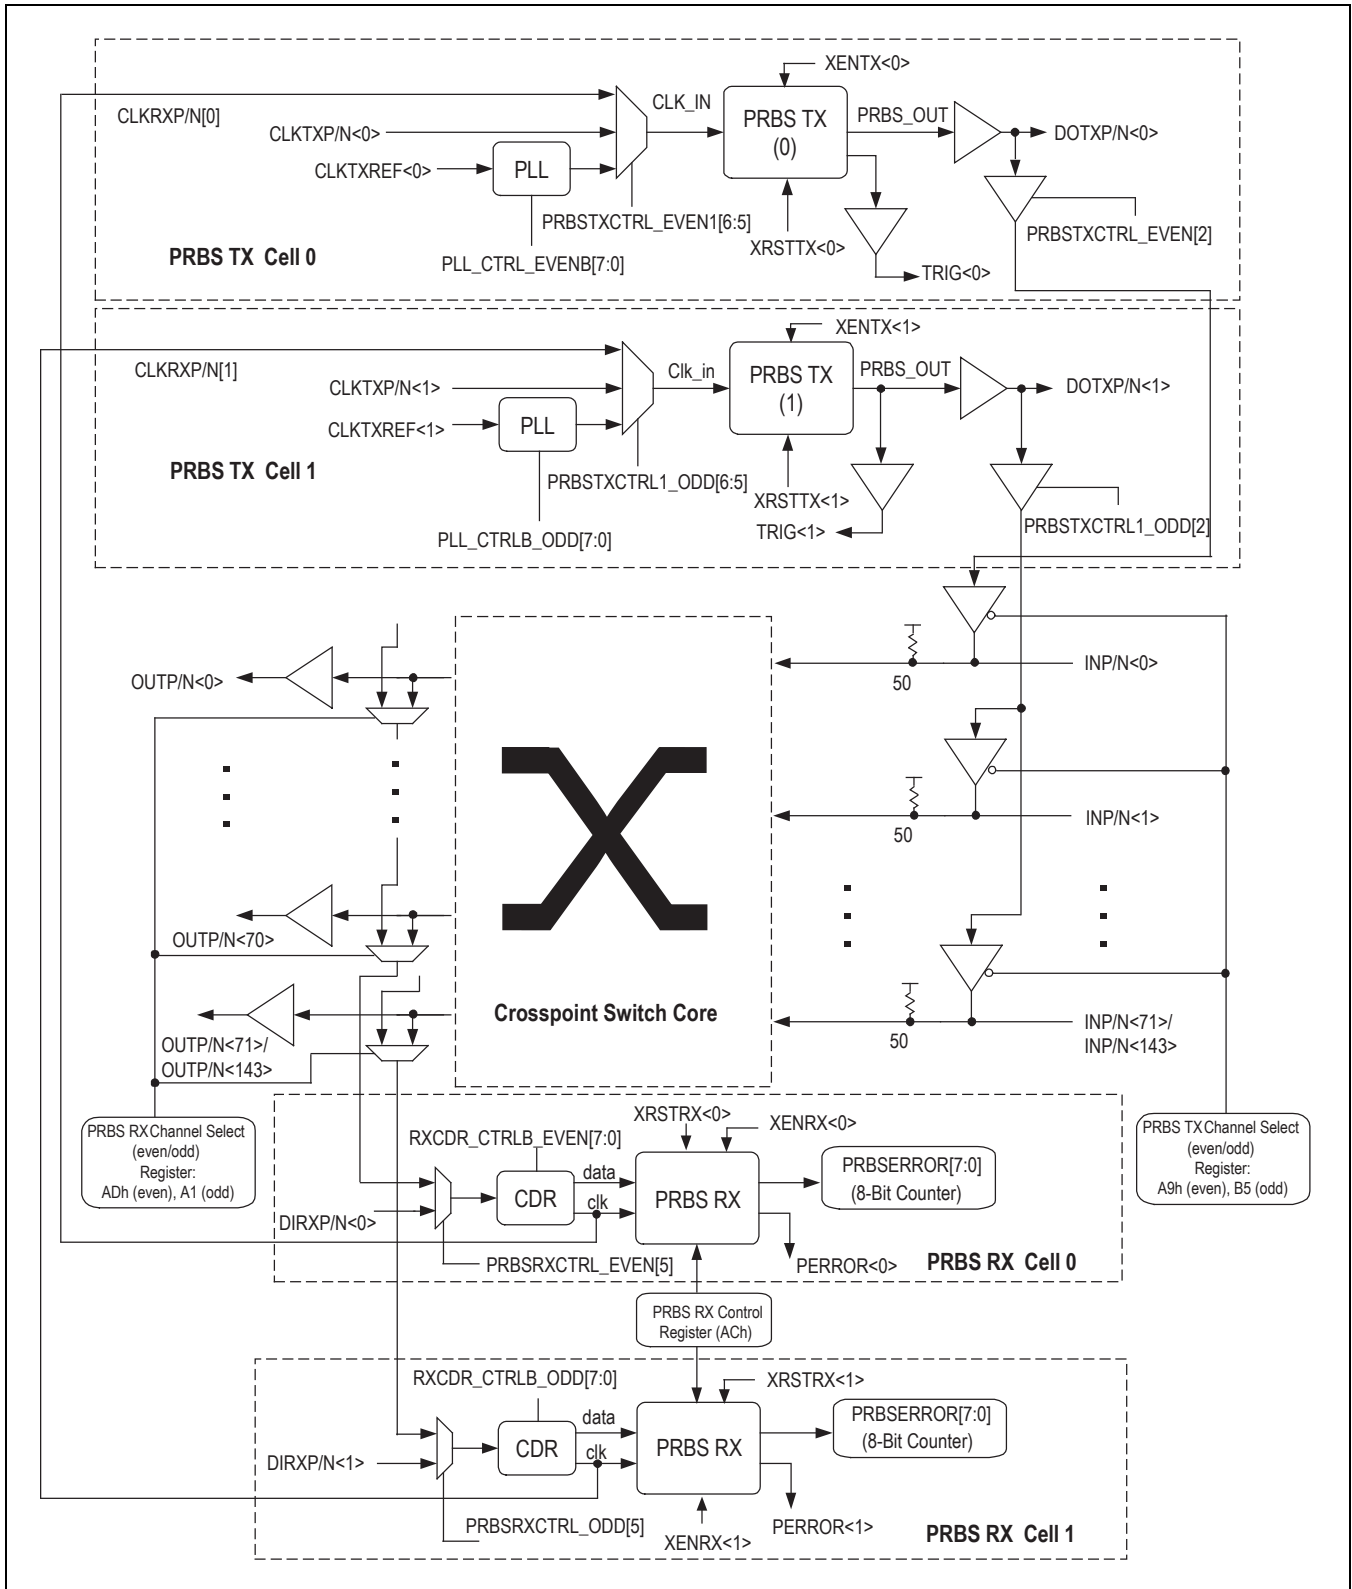 XENTX<0>
CLKRXP/N[0]
CLK_IN
PRBS TX
(0)
PRBS_OUT
DOTXP/N<0>
CLKTXP/N<0>
CLKTXREF<0>
PLL
PRBSTXCTRL_EVEN1[6:5]
XRSTTX<0>
PRBSTXCTRL_EVEN[2]
PRBS TX Cell 0
PLL_CTRL_EVENB[7:0]
TRIG<0>
XENTX<1>
CLKRXP/N[1]
Clk_in
PRBS TX
(1)
PRBS_OUT
DOTXP/N<1>
CLKTXP/N<1>
CLKTXREF<1>
PLL
PRBS TX Cell 1
PRBSTXCTRL1_ODD[6:5]
XRSTTX<1>
PRBSTXCTRL1_ODD[2]
PLL_CTRLB_ODD[7:0]
TRIG<1>
OUTP/N<0>
50
INP/N<0>
50
INP/N<1>
OUTP/N<70>
Crosspoint Switch Core
OUTP/N<71>/
OUTP/N<143>
50
INP/N<71>/
INP/N<143>
PRBS RX Channel Select
(even/odd)
Register:
ADh (even), A1 (odd)
PRBS TX Channel Select
(even/odd)
Register:
A9h (even), B5 (odd)
XRSTRX<0>
XENRX<0>
RXCDR_CTRLB_EVEN[7:0]
data
CDR
clk
PRBS RX
PRBSERROR[7:0]
(8-Bit Counter)
DIRXP/N<0>
PRBSRXCTRL_EVEN[5]
PERROR<0>
PRBS RX Cell 0
PRBS RX Control
Register (ACh)
RXCDR_CTRLB_ODD[7:0]
XRSTRX<1>
data
CDR
clk
PRBS RX
PRBSERROR[7:0]
(8-Bit Counter)
DIRXP/N<1>
PRBSRXCTRL_ODD[5]
XENRX<1>
PERROR<1>
PRBS RX Cell 1